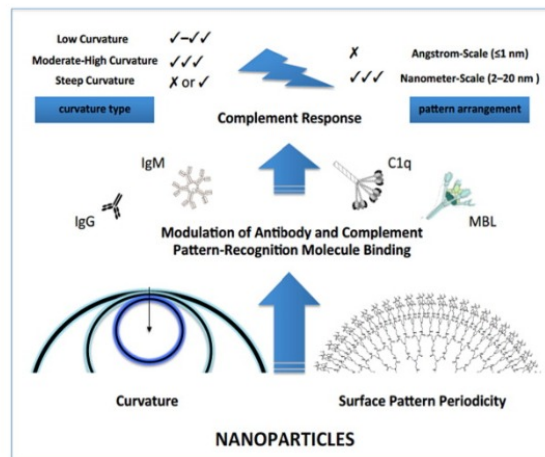 Low Curvature ✓–✓✓
Moderate-High Curvature ✓✓✓
Steep Curvature ✗ or ✓
curvature type
✗ Angstrom-Scale (≤1 nm)
✓✓✓ Nanometer-Scale (2–20 nm )
pattern arrangement
Complement Response
IgG
IgM
C1q
MBL
Modulation of Antibody and Complement
Pattern-Recognition Molecule Binding
Curvature
Surface Pattern Periodicity
NANOPARTICLES